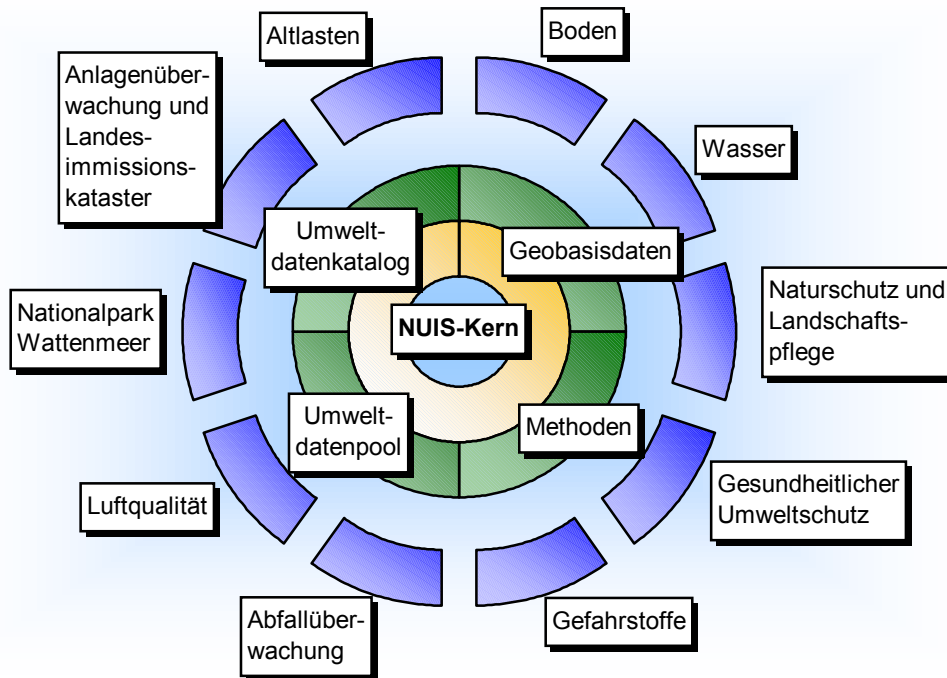 Altlasten
Boden
Anlagenüber-
wachung und
Landes-
immissions-
kataster
Wasser
Umwelt-
datenkatalog
Geobasisdaten
Nationalpark
Wattenmeer
NUIS-Kern
Naturschutz und
Landschafts-
pflege
Umwelt-
datenpool
Methoden
Luftqualität
Gesundheitlicher
Umweltschutz
Abfallüber-
wachung
Gefahrstoffe